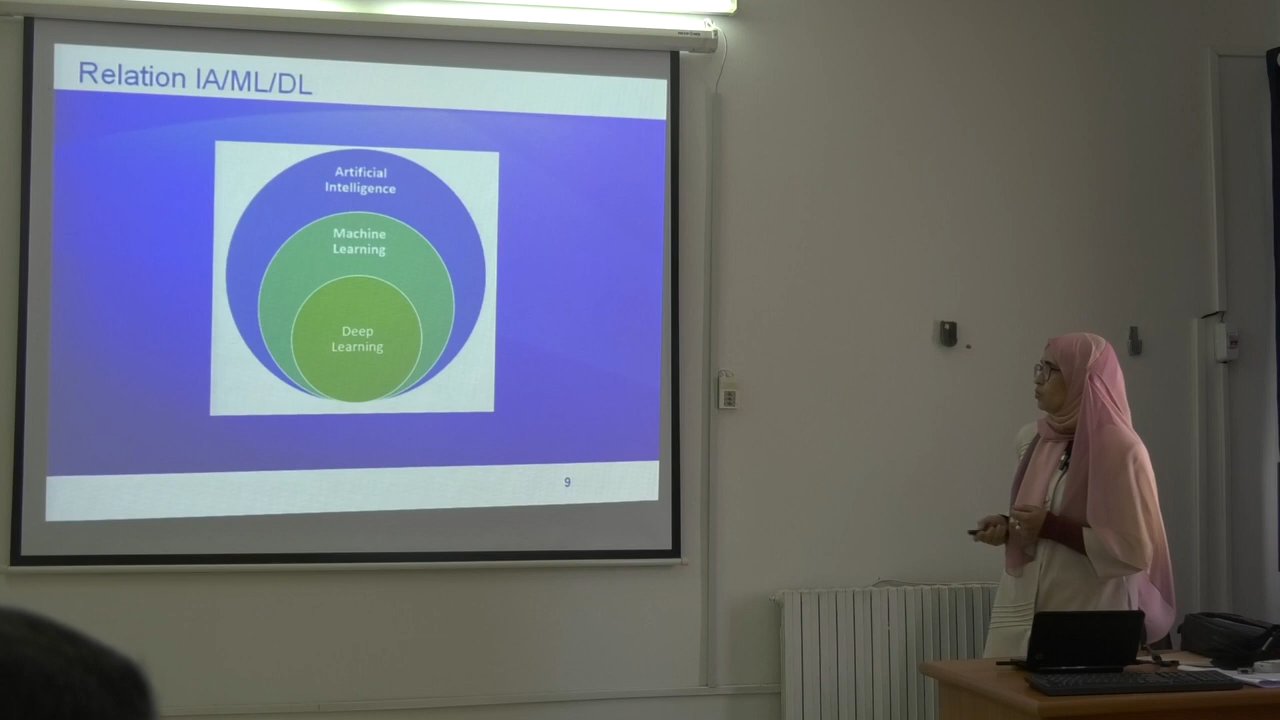 Relation IA/ML/DL
Artificial
Intelligence
Machine
Learning
Deep
Learning
9